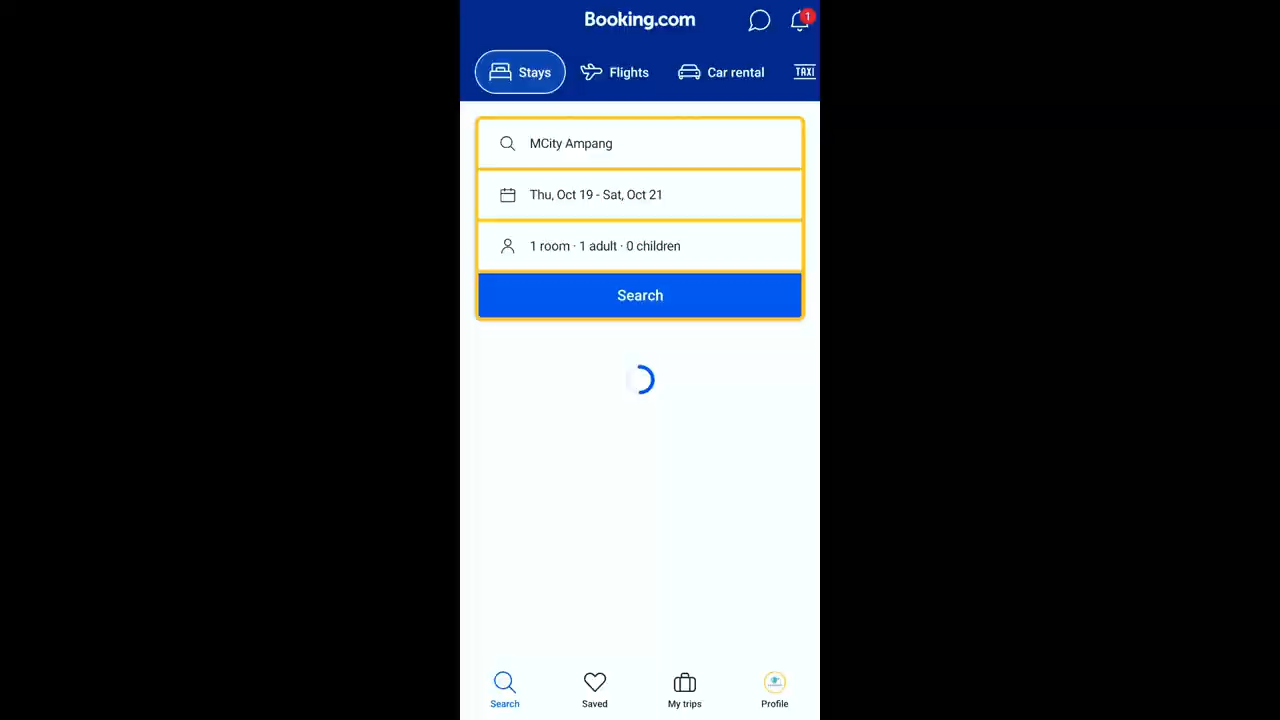 Booking.com
1
Stays
Flights
Car rental
TAXI
MCity Ampang
Thu, Oct 19 - Sat, Oct 21
1 room · 1 adult · 0 children
Search
Search
Saved
My trips
Profile